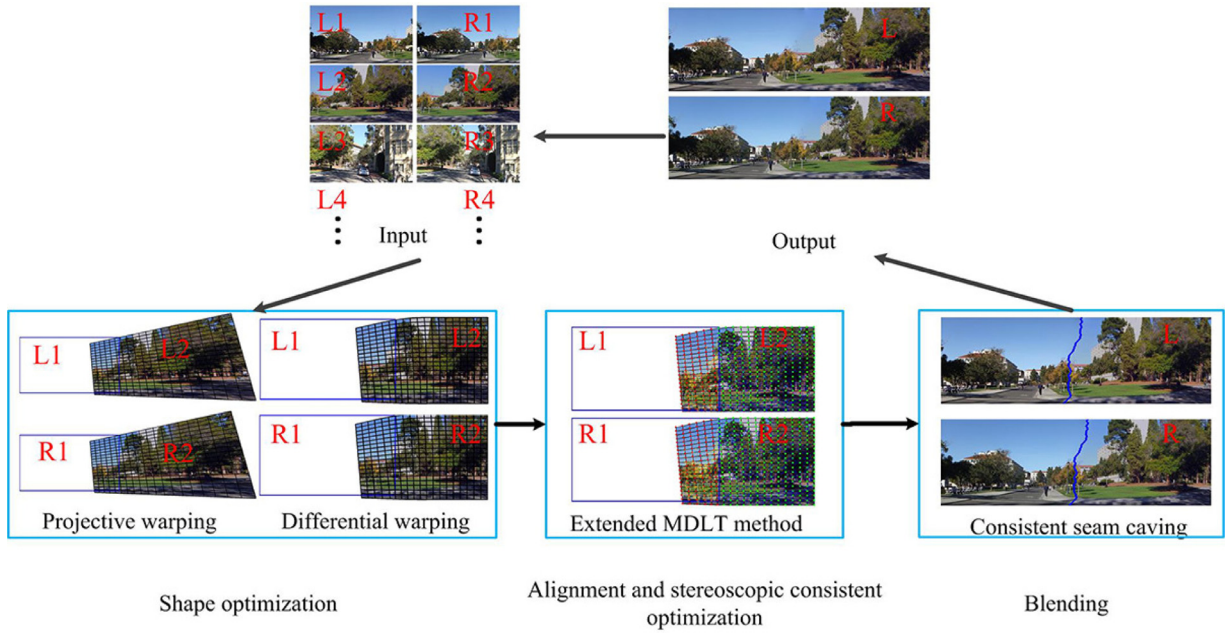 L1 R1
L2 R2
L3 R3
L4 R4
Input
L
R
Output
L1 L2 L1 L2
R1 R2 R1 R2
Projective warping Differential warping
L1 L2
R1 R2
Extended MDLT method
L
R
Consistent seam caving
Shape optimization
Alignment and stereoscopic consistent
optimization
Blending